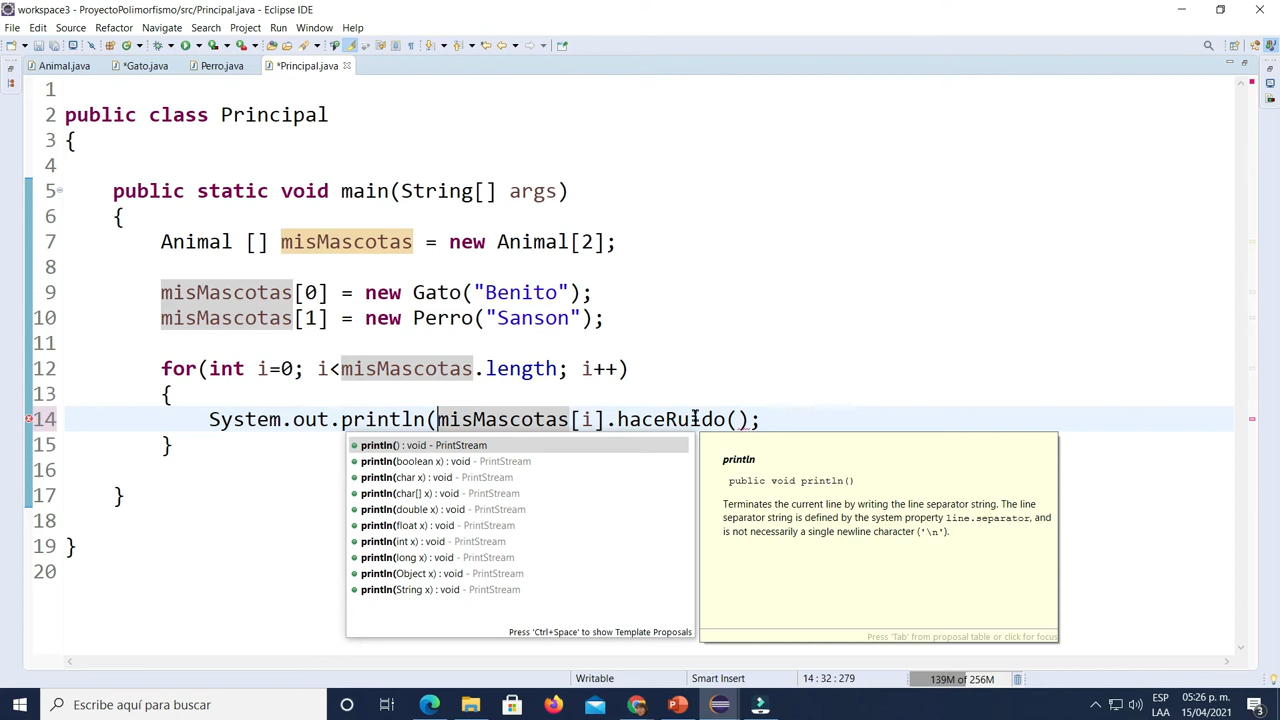 workspace3 - ProyectoPolimorfismo/src/Principal.java - Eclipse IDE
File Edit Source Refactor Navigate Search Project Run Window Help
Animal.java *Gato.java Perro.java *Principal.java
1
2 public class Principal
3 {
4
5 public static void main(String[] args)
6 {
7 Animal [] misMascotas = new Animal[2];
8
9 misMascotas[0] = new Gato("Benito");
10 misMascotas[1] = new Perro("Sanson");
11
12 for(int i=0; i<misMascotas.length; i++)
13 {
14 System.out.println(misMascotas[i].haceRuido();
15 }
16
17 }
18
19 }
20
println() : void - PrintStream
println(boolean x) : void - PrintStream
println(char x) : void - PrintStream
println(char[] x) : void - PrintStream
println(double x) : void - PrintStream
println(float x) : void - PrintStream
println(int x) : void - PrintStream
println(long x) : void - PrintStream
println(Object x) : void - PrintStream
println(String x) : void - PrintStream
Press 'Ctrl+Space' to show Template Proposals
println
public void println()
Terminates the current line by writing the line separator string. The line
separator string is defined by the system property line.separator, and
is not necessarily a single newline character ('\n').
Press 'Tab' from proposal table or click for focus
Writable Smart Insert 14 : 32 : 279 139M of 256M
Escribe aquí para buscar
ESP 05:26 p. m.
LAA 15/04/2021
3